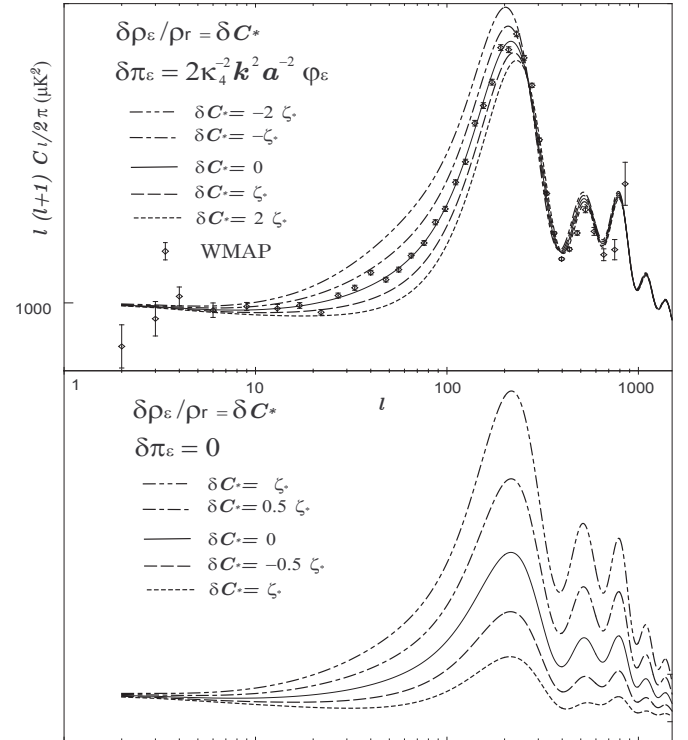 l (l+1) Cl/2π (μK²)
δρε/ρr = δC*
δπε = 2κ₄⁻² k² a⁻² φε
δC* = −2 ζ*
δC* = −ζ*
δC* = 0
δC* = ζ*
δC* = 2 ζ*
WMAP
1000
1 10 100 1000
l
δρε/ρr = δC*
δπε = 0
δC* = ζ*
δC* = 0.5 ζ*
δC* = 0
δC* = −0.5 ζ*
δC* = ζ*